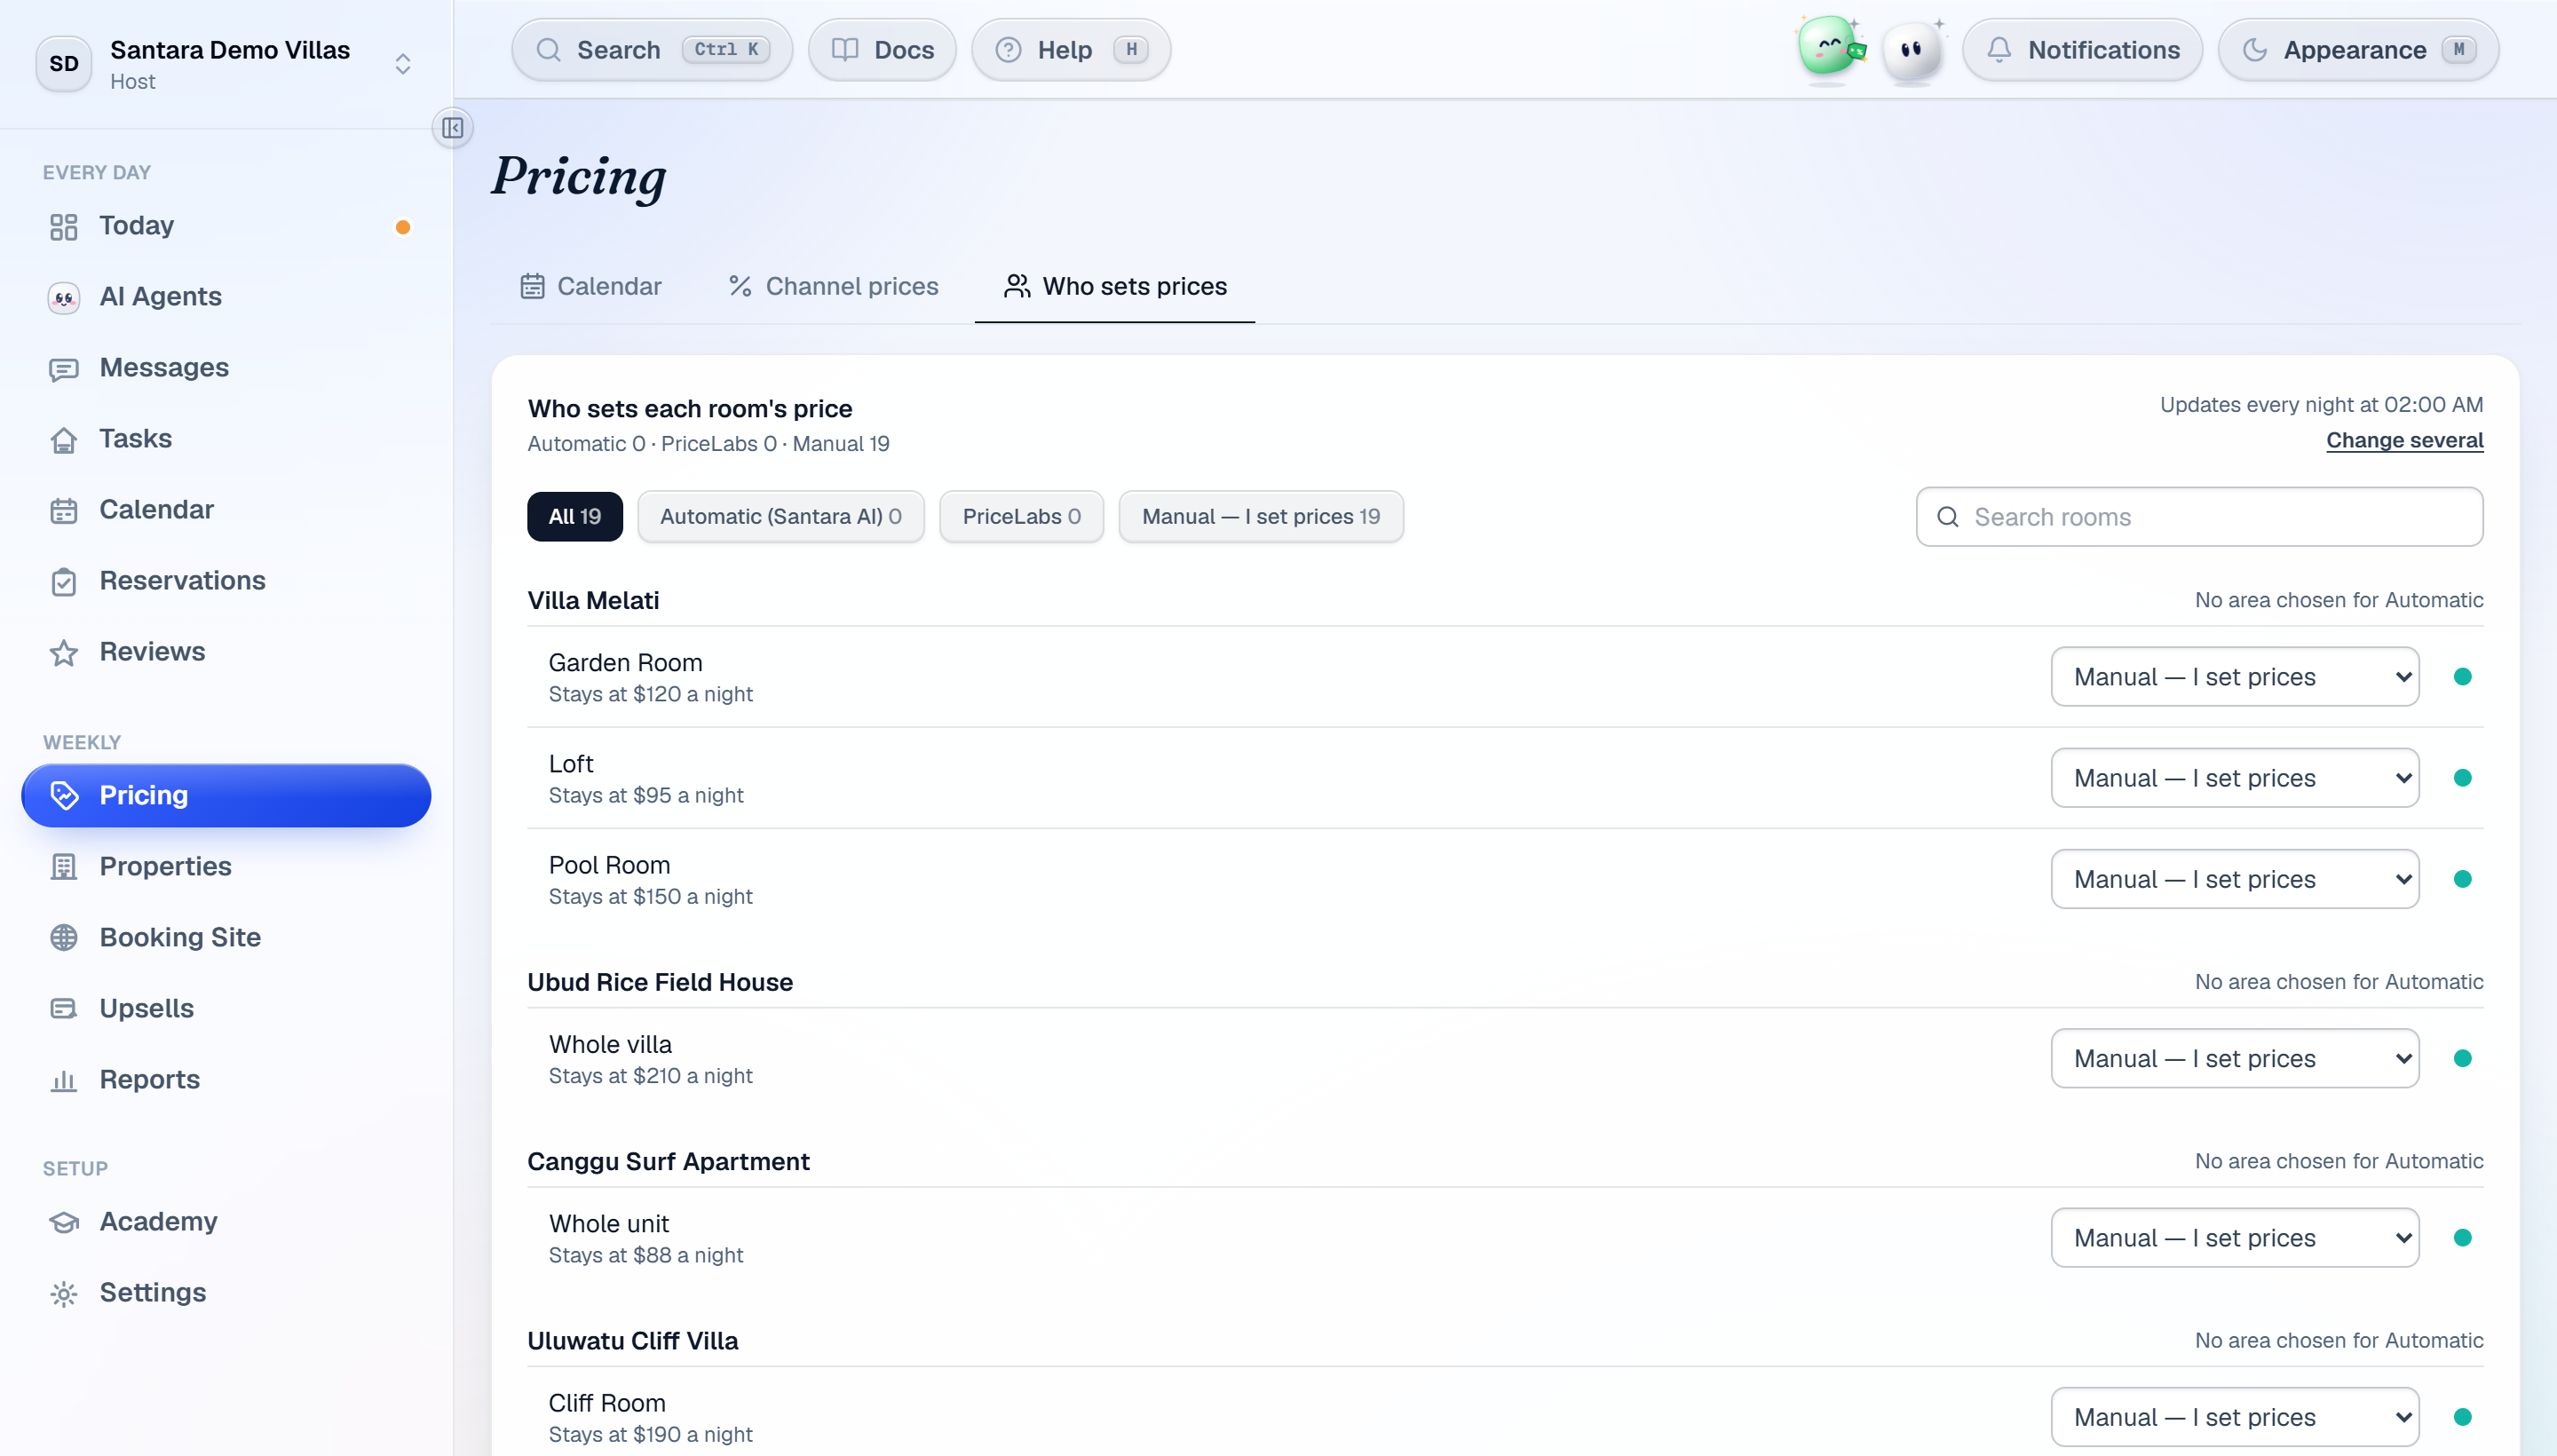 SD
Santara Demo Villas
Host
EVERY DAY
Today
AI Agents
Messages
Tasks
Calendar
Reservations
Reviews
WEEKLY
Pricing
Properties
Booking Site
Upsells
Reports
SETUP
Academy
Settings
Search Ctrl K
Docs
Help H
Notifications
Appearance M
Pricing
Calendar
Channel prices
Who sets prices
Who sets each room's price
Automatic 0 · PriceLabs 0 · Manual 19
Updates every night at 02:00 AM
Change several
All 19
Automatic (Santara AI) 0
PriceLabs 0
Manual — I set prices 19
Search rooms
Villa Melati
No area chosen for Automatic
Garden Room
Stays at $120 a night
Manual — I set prices
Loft
Stays at $95 a night
Manual — I set prices
Pool Room
Stays at $150 a night
Manual — I set prices
Ubud Rice Field House
No area chosen for Automatic
Whole villa
Stays at $210 a night
Manual — I set prices
Canggu Surf Apartment
No area chosen for Automatic
Whole unit
Stays at $88 a night
Manual — I set prices
Uluwatu Cliff Villa
No area chosen for Automatic
Cliff Room
Stays at $190 a night
Manual — I set prices